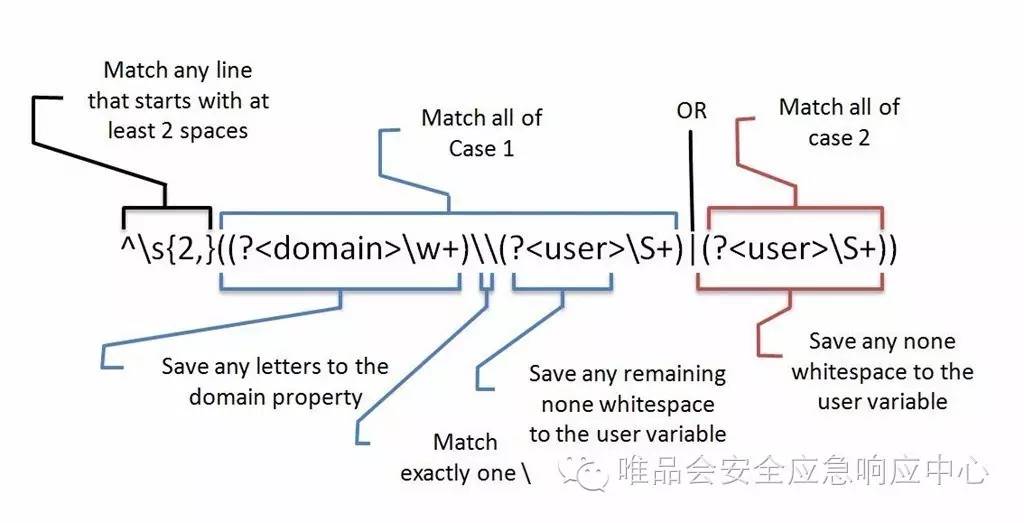 Match any line
that starts with at
least 2 spaces
Match all of
Case 1
OR
Match all of
case 2
^\s{2,}((?<domain>\w+)\\(?<user>\S+)|(?<user>\S+))
Save any letters to the
domain property
Match
exactly one \
Save any remaining
none whitespace
to the user variable
Save any none
whitespace to the
user variable
唯品会安全应急响应中心